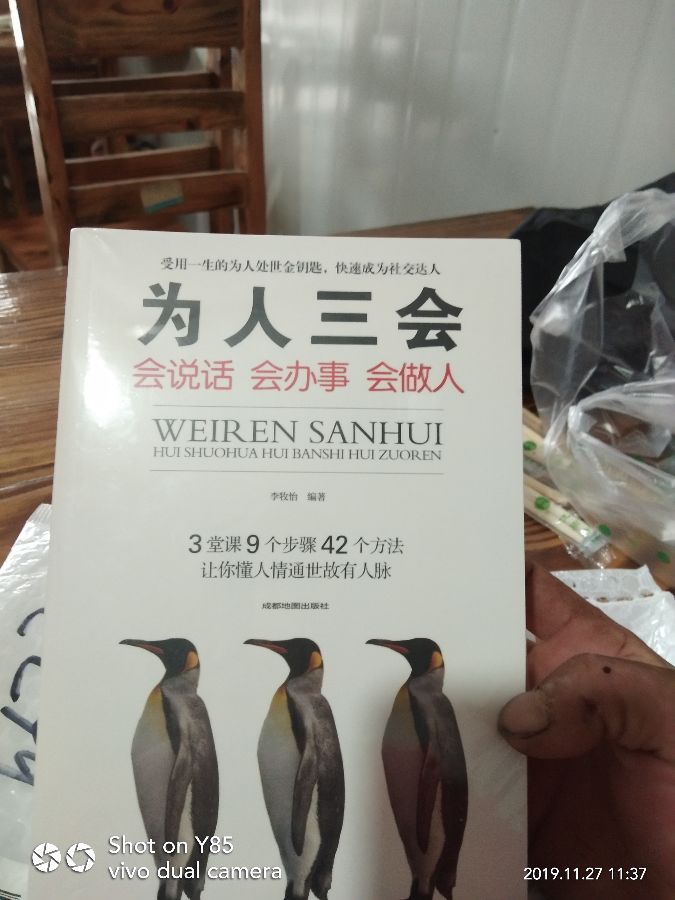 受用一生的为人处世金钥匙，快速成为社交达人
为人三会
会说话 会办事 会做人
WEIREN SANHUI
HUI SHUOHUA HUI BANSHI HUI ZUOREN
李牧怡 编著
3堂课9个步骤42个方法
让你懂人情通世故有人脉
成都地图出版社
Shot on Y85
vivo dual camera
2019.11.27 11:37